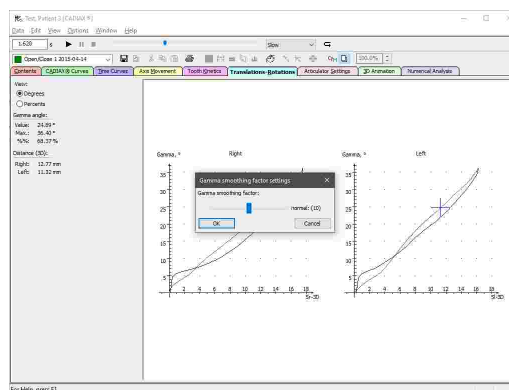 Test, Patient 3 [CADIAX ®]
Data Edit View Options Window Help
1.620 s
Slow
Open/Close 1 2015-04-14
100.0%
Contents CADIAX® Curves Time Curves Axis Movement Tooth Kinetics Translations-Rotations Articulator Settings 3D Animation Numerical Analysis
View:
Degrees
Percents
Gamma angle:
Value: 24.89 °
Max.: 36.40 °
%%: 68.37 %
Distance (3D):
Right: 12.77 mm
Left: 11.32 mm
Gamma, ° Right
35
30
25
20
15
10
5
2 4 6 8 10 12 14 16 18
Sr-3D
Gamma, ° Left
35
30
25
20
15
10
5
2 4 6 8 10 12 14 16 18
Sl-3D
Gamma smoothing factor settings
Gamma smoothing factor:
normal: (10)
OK Cancel
For Help, press F1